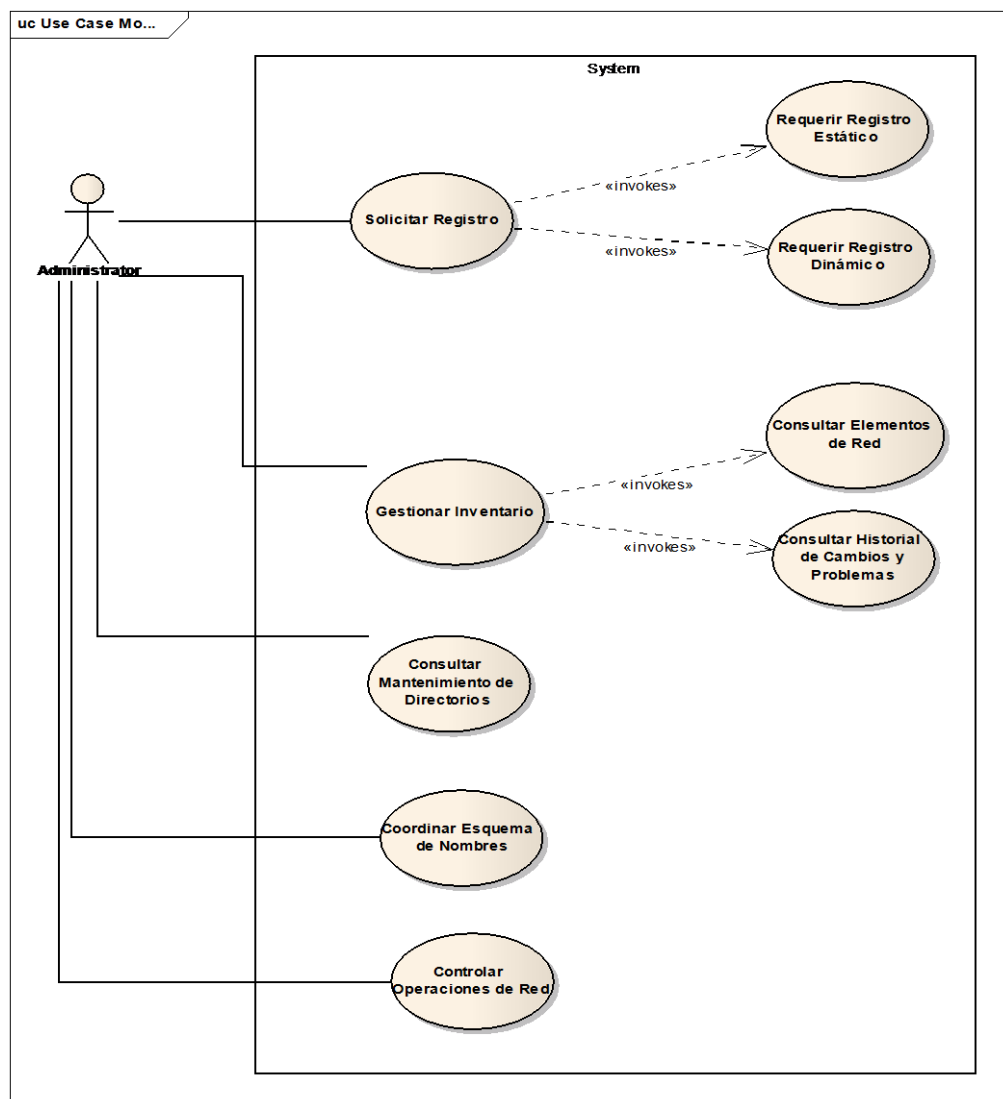 uc Use Case Mo...
System
Requerir Registro
Estático
«invokes»
Solicitar Registro
«invokes»
Requerir Registro
Dinámico
Administrator
Consultar Elementos
de Red
«invokes»
Gestionar Inventario
«invokes»
Consultar Historial
de Cambios y
Problemas
Consultar
Mantenimiento de
Directorios
Coordinar Esquema
de Nombres
Controlar
Operaciones de Red